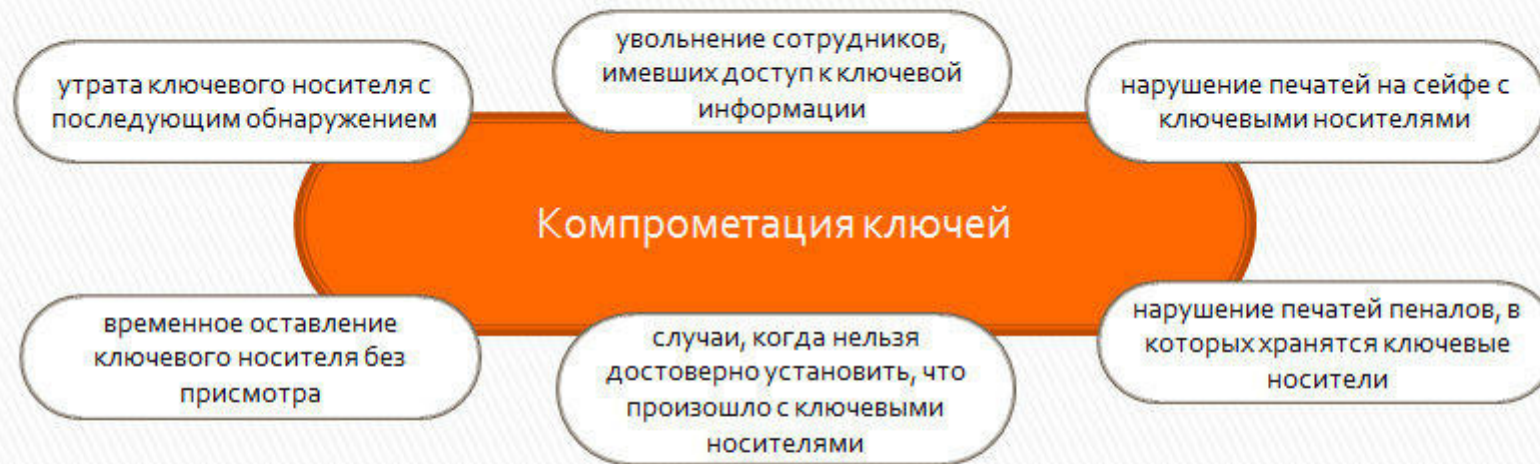 утрата ключевого носителя с
последующим обнаружением
увольнение сотрудников,
имевших доступ к ключевой
информации
нарушение печатей на сейфе с
ключевыми носителями
Компрометация ключей
временное оставление
ключевого носителя без
присмотра
случаи, когда нельзя
достоверно установить, что
произошло с ключевыми
носителями
нарушение печатей пеналов, в
которых хранятся ключевые
носители